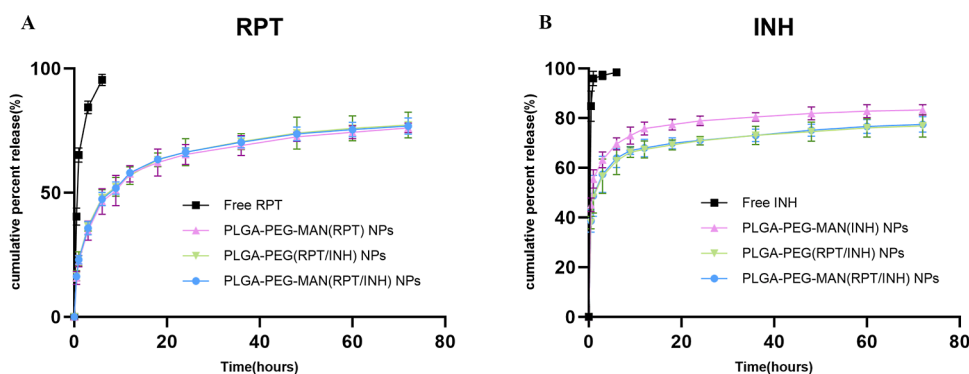 A
RPT
cumulative percent release(%)
100
50
0
0
20
40
60
80
Time(hours)
Free RPT
PLGA-PEG-MAN(RPT) NPs
PLGA-PEG(RPT/INH) NPs
PLGA-PEG-MAN(RPT/INH) NPs
B
INH
cumulative percent release(%)
100
80
60
40
20
0
0
20
40
60
80
Time(hours)
Free INH
PLGA-PEG-MAN(INH) NPs
PLGA-PEG(RPT/INH) NPs
PLGA-PEG-MAN(RPT/INH) NPs